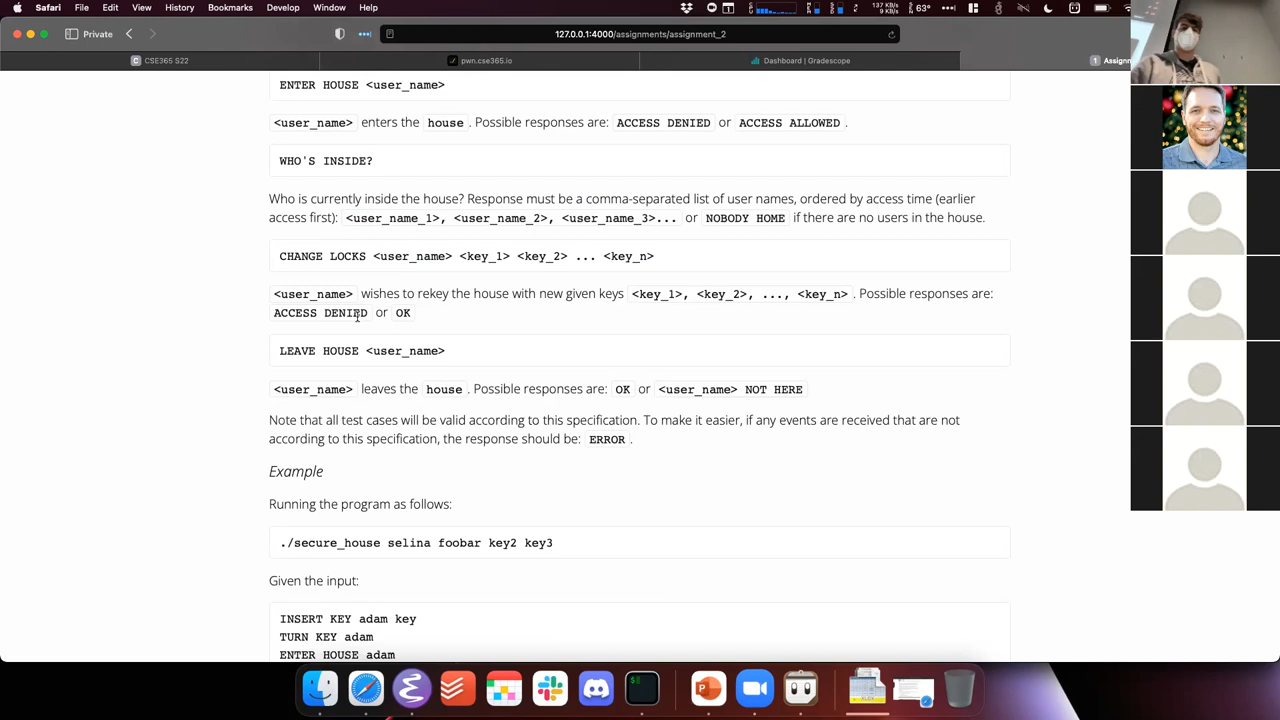 Safari File Edit View History Bookmarks Develop Window Help
137 KB
9 KB/s
63°
Private
127.0.0.1:4000/assignments/assignment_2
C CSE365 S22
pwn.cse365.io
Dashboard | Gradescope
1 Assignm
ENTER HOUSE <user_name>
<user_name> enters the house. Possible responses are: ACCESS DENIED or ACCESS ALLOWED.
WHO'S INSIDE?
Who is currently inside the house? Response must be a comma-separated list of user names, ordered by access time (earlier
access first): <user_name_1>, <user_name_2>, <user_name_3>... or NOBODY HOME if there are no users in the house.
CHANGE LOCKS <user_name> <key_1> <key_2> ... <key_n>
<user_name> wishes to rekey the house with new given keys <key_1>, <key_2>, ..., <key_n>. Possible responses are:
ACCESS DENIED or OK
LEAVE HOUSE <user_name>
<user_name> leaves the house. Possible responses are: OK or <user_name> NOT HERE
Note that all test cases will be valid according to this specification. To make it easier, if any events are received that are not
according to this specification, the response should be: ERROR.
Example
Running the program as follows:
./secure_house selina foobar key2 key3
Given the input:
INSERT KEY adam key
TURN KEY adam
ENTER HOUSE adam